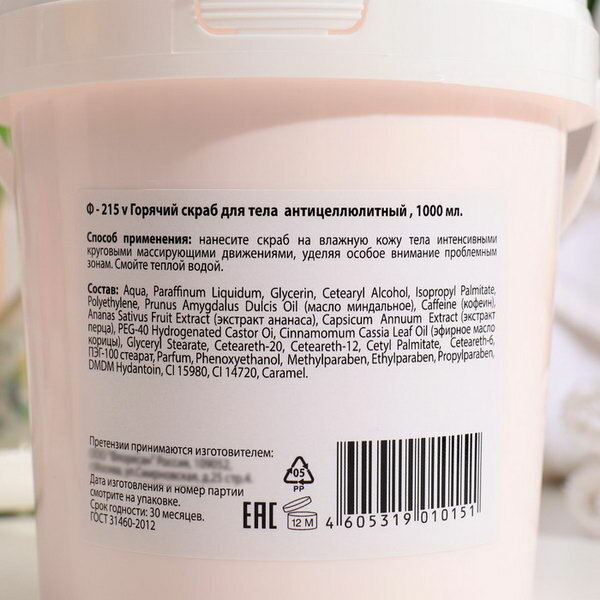 Ф - 215 v Горячий скраб для тела антицеллюлитный , 1000 мл.
Способ применения: нанесите скраб на влажную кожу тела интенсивными
круговыми массирующими движениями, уделяя особое внимание проблемным
зонам. Смойте теплой водой.
Состав: Aqua, Paraffinum Liquidum, Glycerin, Cetearyl Alcohol, Isopropyl Palmitate,
Polyethylene, Prunus Amygdalus Dulcis Oil (масло миндальное), Caffeine (кофеин),
Ananas Sativus Fruit Extract (экстракт ананаса), Capsicum Annuum Extract (экстракт
перца), PEG-40 Hydrogenated Castor Oi, Cinnamomum Cassia Leaf Oil (эфирное масло
корицы), Glyceryl Stearate, Ceteareth-20, Ceteareth-12, Cetyl Palmitate, Ceteareth-6,
ПЭГ-100 стеарат, Parfum, Phenoxyethanol, Methylparaben, Ethylparaben, Propylparaben,
DMDM Hydantoin, CI 15980, CI 14720, Caramel.
Претензии принимаются изготовителем:
Дата изготовления и номер партии
смотрите на упаковке.
Срок годности: 30 месяцев.
ГОСТ 31460-2012
05
PP
EAC
12 M
4 605319 010151